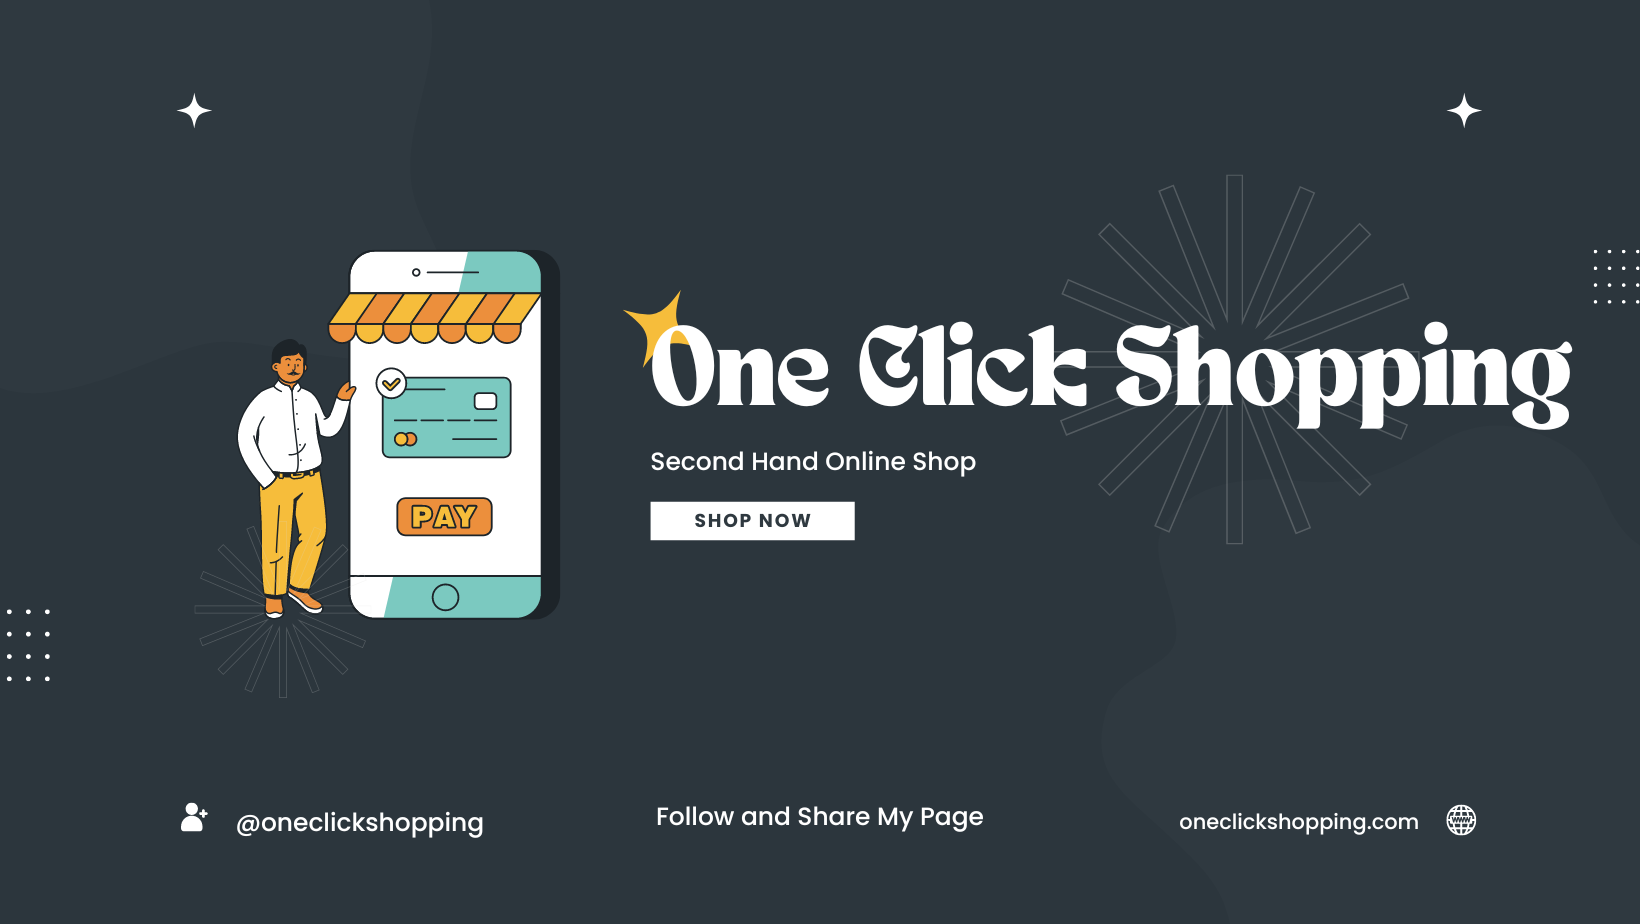 One Click Shopping
Second Hand Online Shop
SHOP NOW
PAY
@oneclickshopping
Follow and Share My Page
oneclickshopping.com